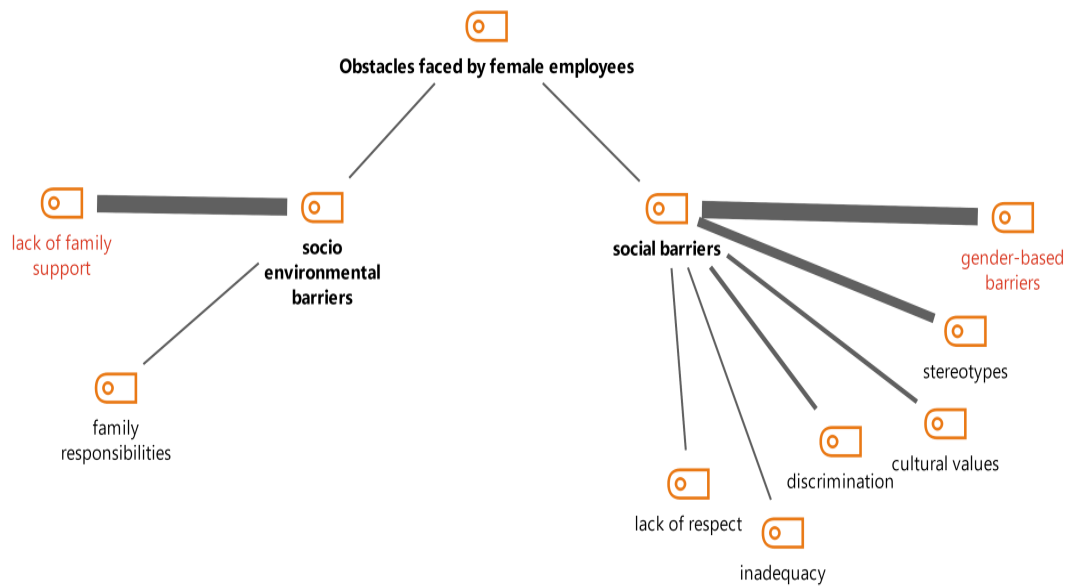 Obstacles faced by female employees
lack of family
support
socio
environmental
barriers
social barriers
gender-based
barriers
stereotypes
family
responsibilities
cultural values
discrimination
lack of respect
inadequacy